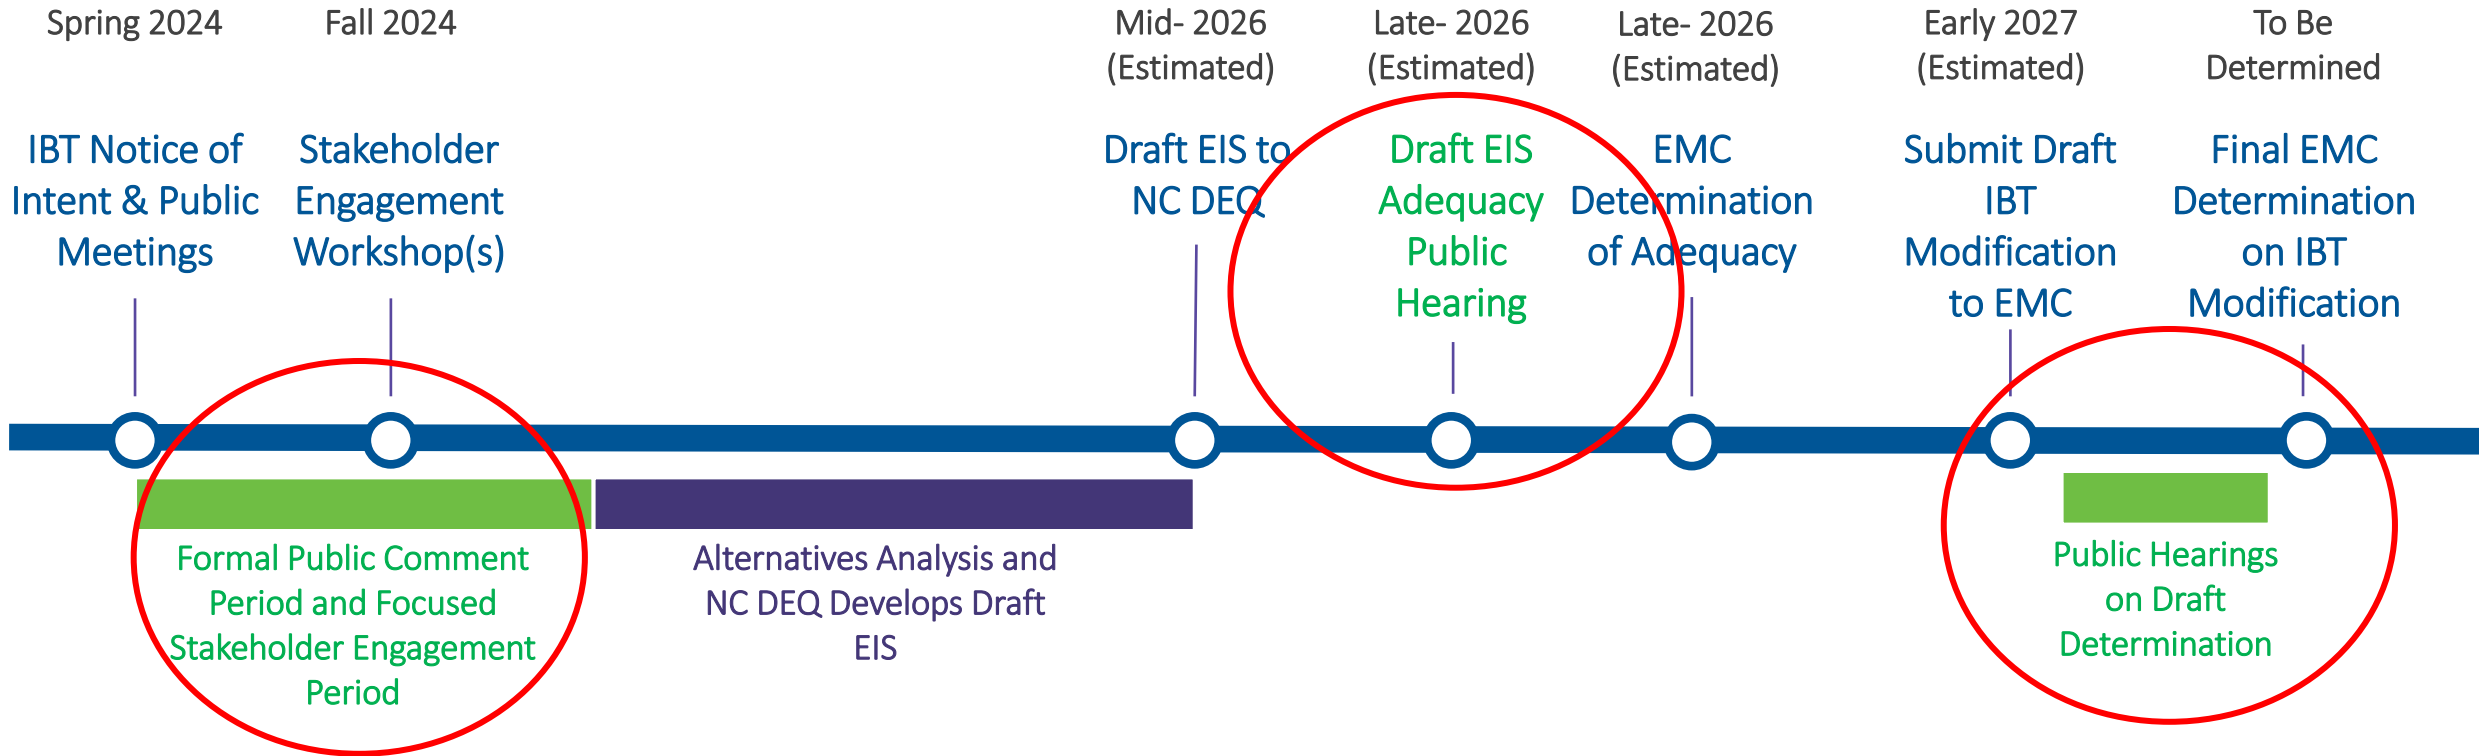 Spring 2024
Fall 2024
Mid- 2026
(Estimated)
Late- 2026
(Estimated)
Late- 2026
(Estimated)
Early 2027
(Estimated)
To Be
Determined
IBT Notice of
Intent & Public
Meetings
Stakeholder
Engagement
Workshop(s)
Draft EIS to
NC DEQ
Draft EIS
Adequacy
Public
Hearing
EMC
Determination
of Adequacy
Submit Draft
IBT
Modification
to EMC
Final EMC
Determination
on IBT
Modification
Formal Public Comment
Period and Focused
Stakeholder Engagement
Period
Alternatives Analysis and
NC DEQ Develops Draft
EIS
Public Hearings
on Draft
Determination